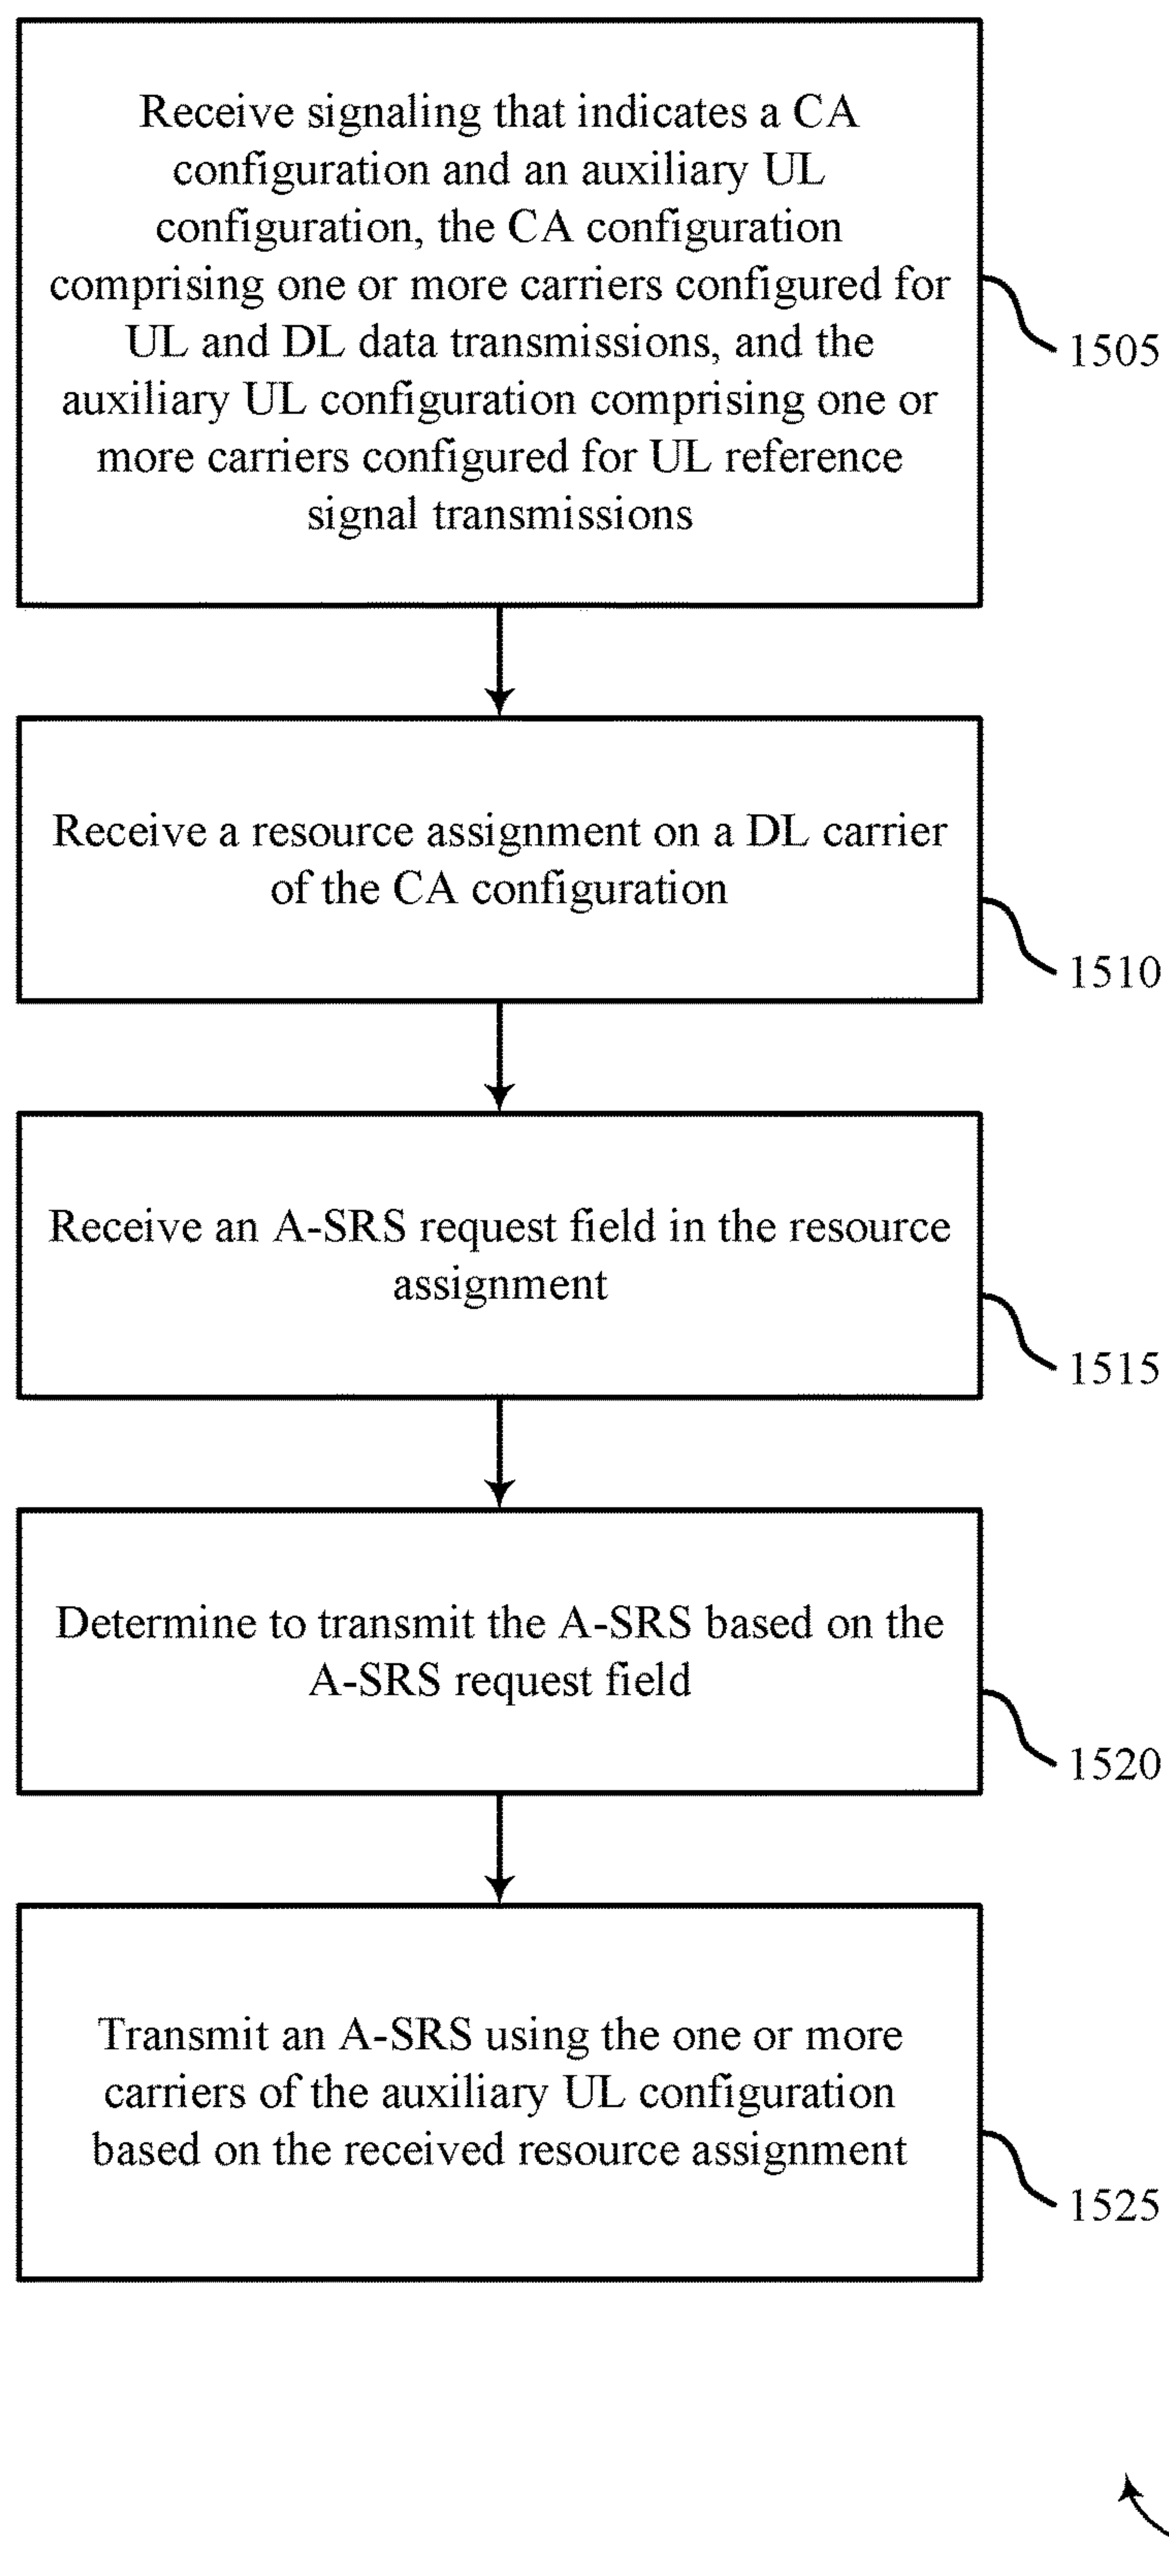 Receive signaling that indicates a CA
configuration and an auxiliary UL
configuration, the CA configuration
comprising one or more carriers configured for
UL and DL data transmissions, and the
auxiliary UL configuration comprising one or
more carriers configured for UL reference
signal transmissions
1505
Receive a resource assignment on a DL carrier
of the CA configuration
1510
Receive an A-SRS request field in the resource
assignment
1515
Determine to transmit the A-SRS based on the
A-SRS request field
1520
Transmit an A-SRS using the one or more
carriers of the auxiliary UL configuration
based on the received resource assignment
1525